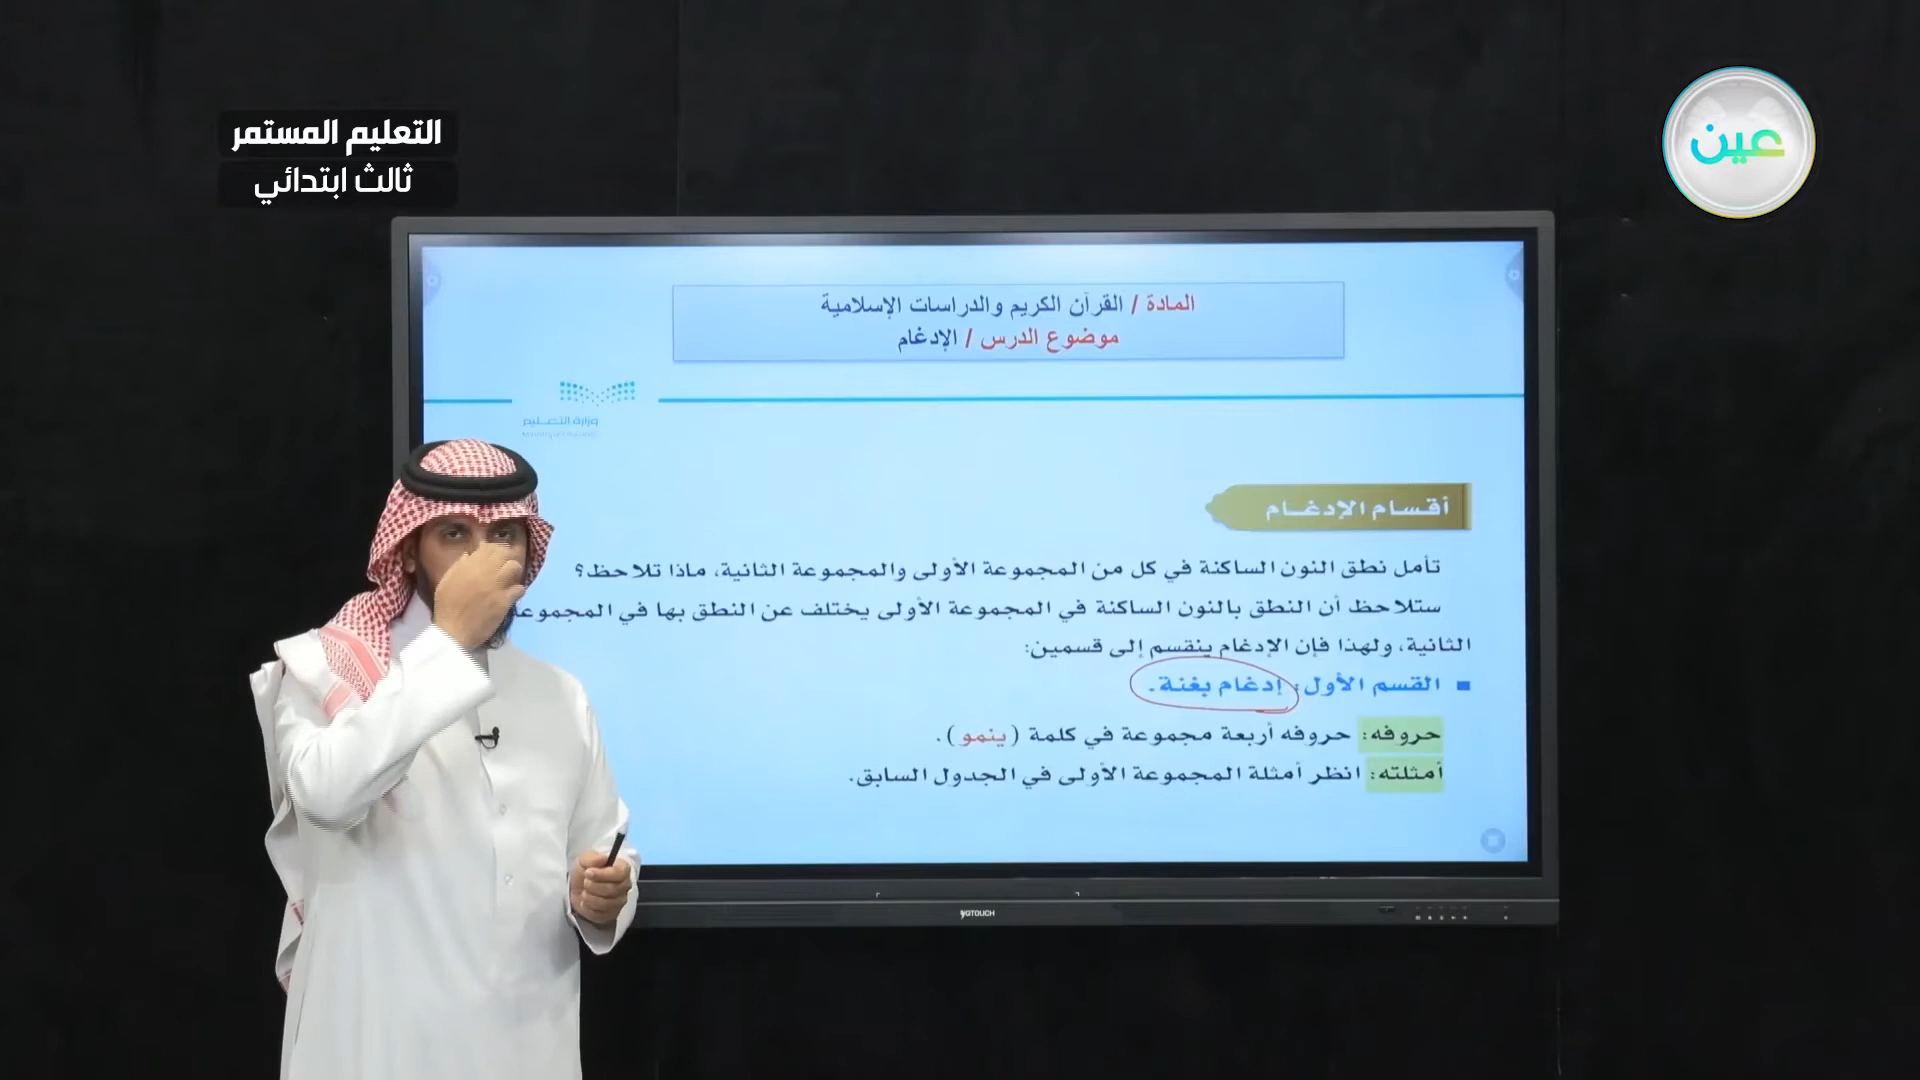 التعليم المستمر
ثالث ابتدائي
عين
المادة / القرآن الكريم والدراسات الإسلامية
موضوع الدرس / الإدغام
وزارة التعليم
أقسام الإدغام
تأمل نطق النون الساكنة في كل من المجموعة الأولى والمجموعة الثانية، ماذا تلاحظ؟
ستلاحظ أن النطق بالنون الساكنة في المجموعة الأولى يختلف عن النطق بها في المجموعة
الثانية، ولهذا فإن الإدغام ينقسم إلى قسمين:
■ القسم الأول: إدغام بغنة.
حروفه: حروفه أربعة مجموعة في كلمة (ينمو).
أمثلته: انظر أمثلة المجموعة الأولى في الجدول السابق.